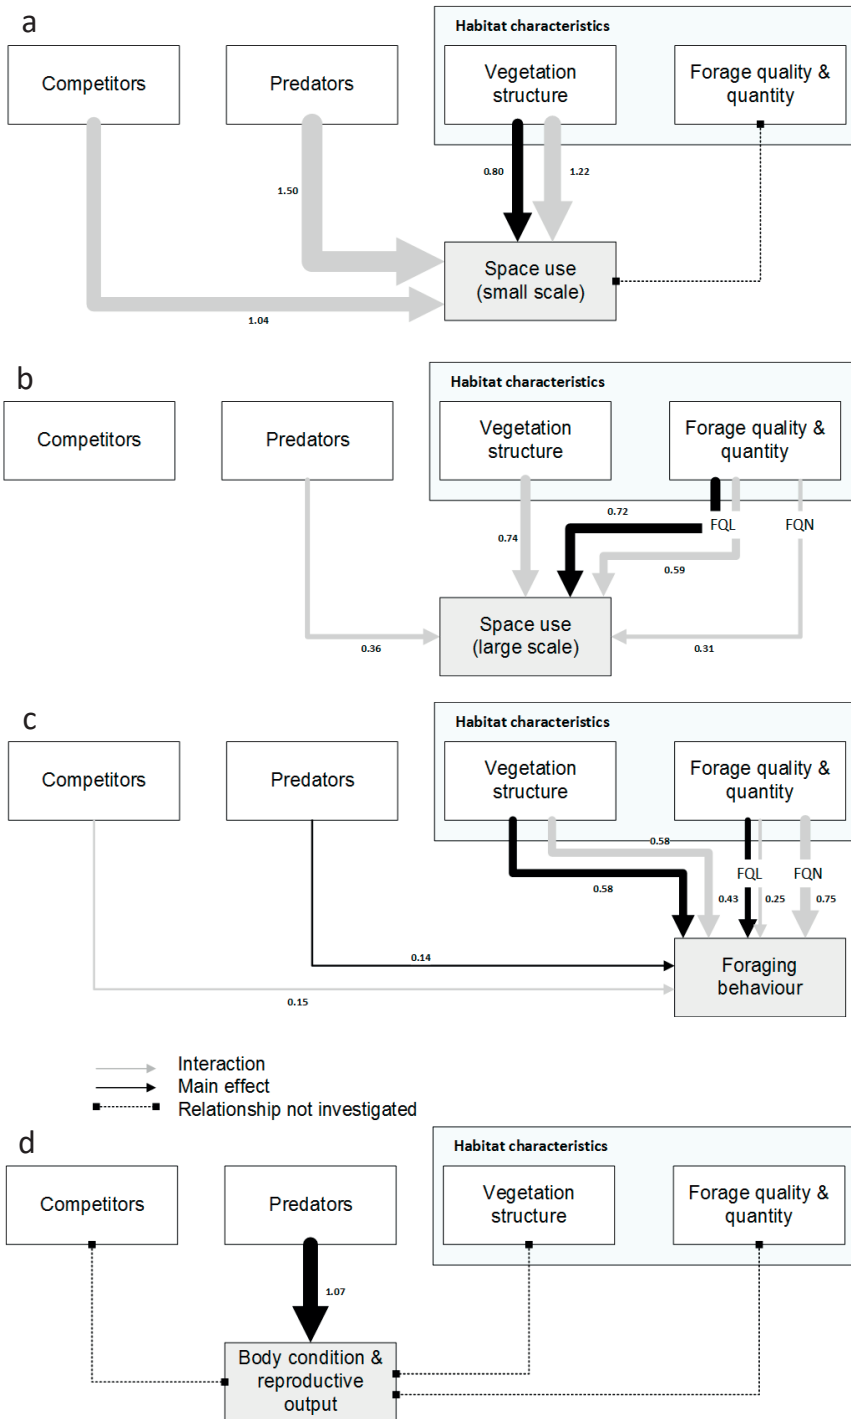 a
Habitat characteristics
Competitors
Predators
Vegetation
structure
Forage quality &
quantity
0.80
1.22
1.50
Space use
(small scale)
1.04
b
Habitat characteristics
Competitors
Predators
Vegetation
structure
Forage quality &
quantity
0.72
FQL
FQN
0.74
0.59
Space use
(large scale)
0.36
0.31
c
Habitat characteristics
Competitors
Predators
Vegetation
structure
Forage quality &
quantity
0.58
FQL
FQN
0.58
0.43
0.25
0.75
0.14
Foraging
behaviour
0.15
Interaction
Main effect
Relationship not investigated
d
Habitat characteristics
Competitors
Predators
Vegetation
structure
Forage quality &
quantity
1.07
Body condition &
reproductive
output